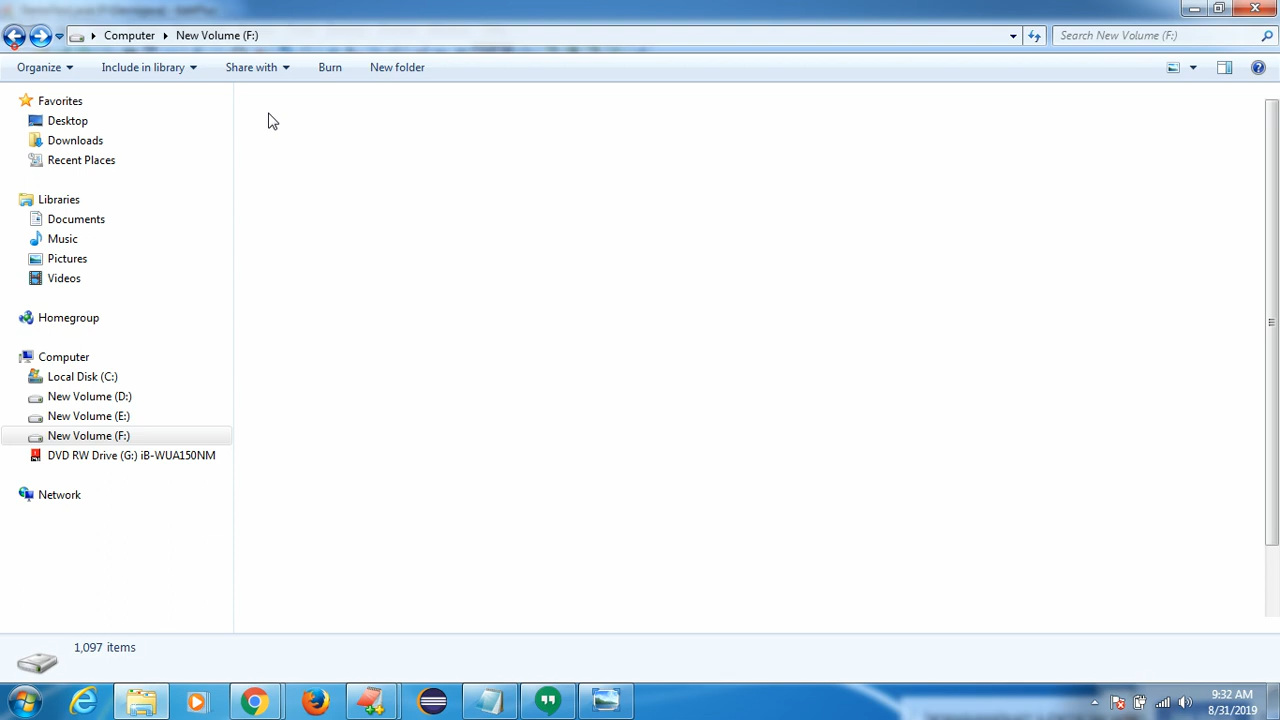 Computer New Volume (F:) Search New Volume (F:)
Organize Include in library Share with Burn New folder
Favorites
Desktop
Downloads
Recent Places
Libraries
Documents
Music
Pictures
Videos
Homegroup
Computer
Local Disk (C:)
New Volume (D:)
New Volume (E:)
New Volume (F:)
DVD RW Drive (G:) iB-WUA150NM
Network
1,097 items
9:32 AM
8/31/2019